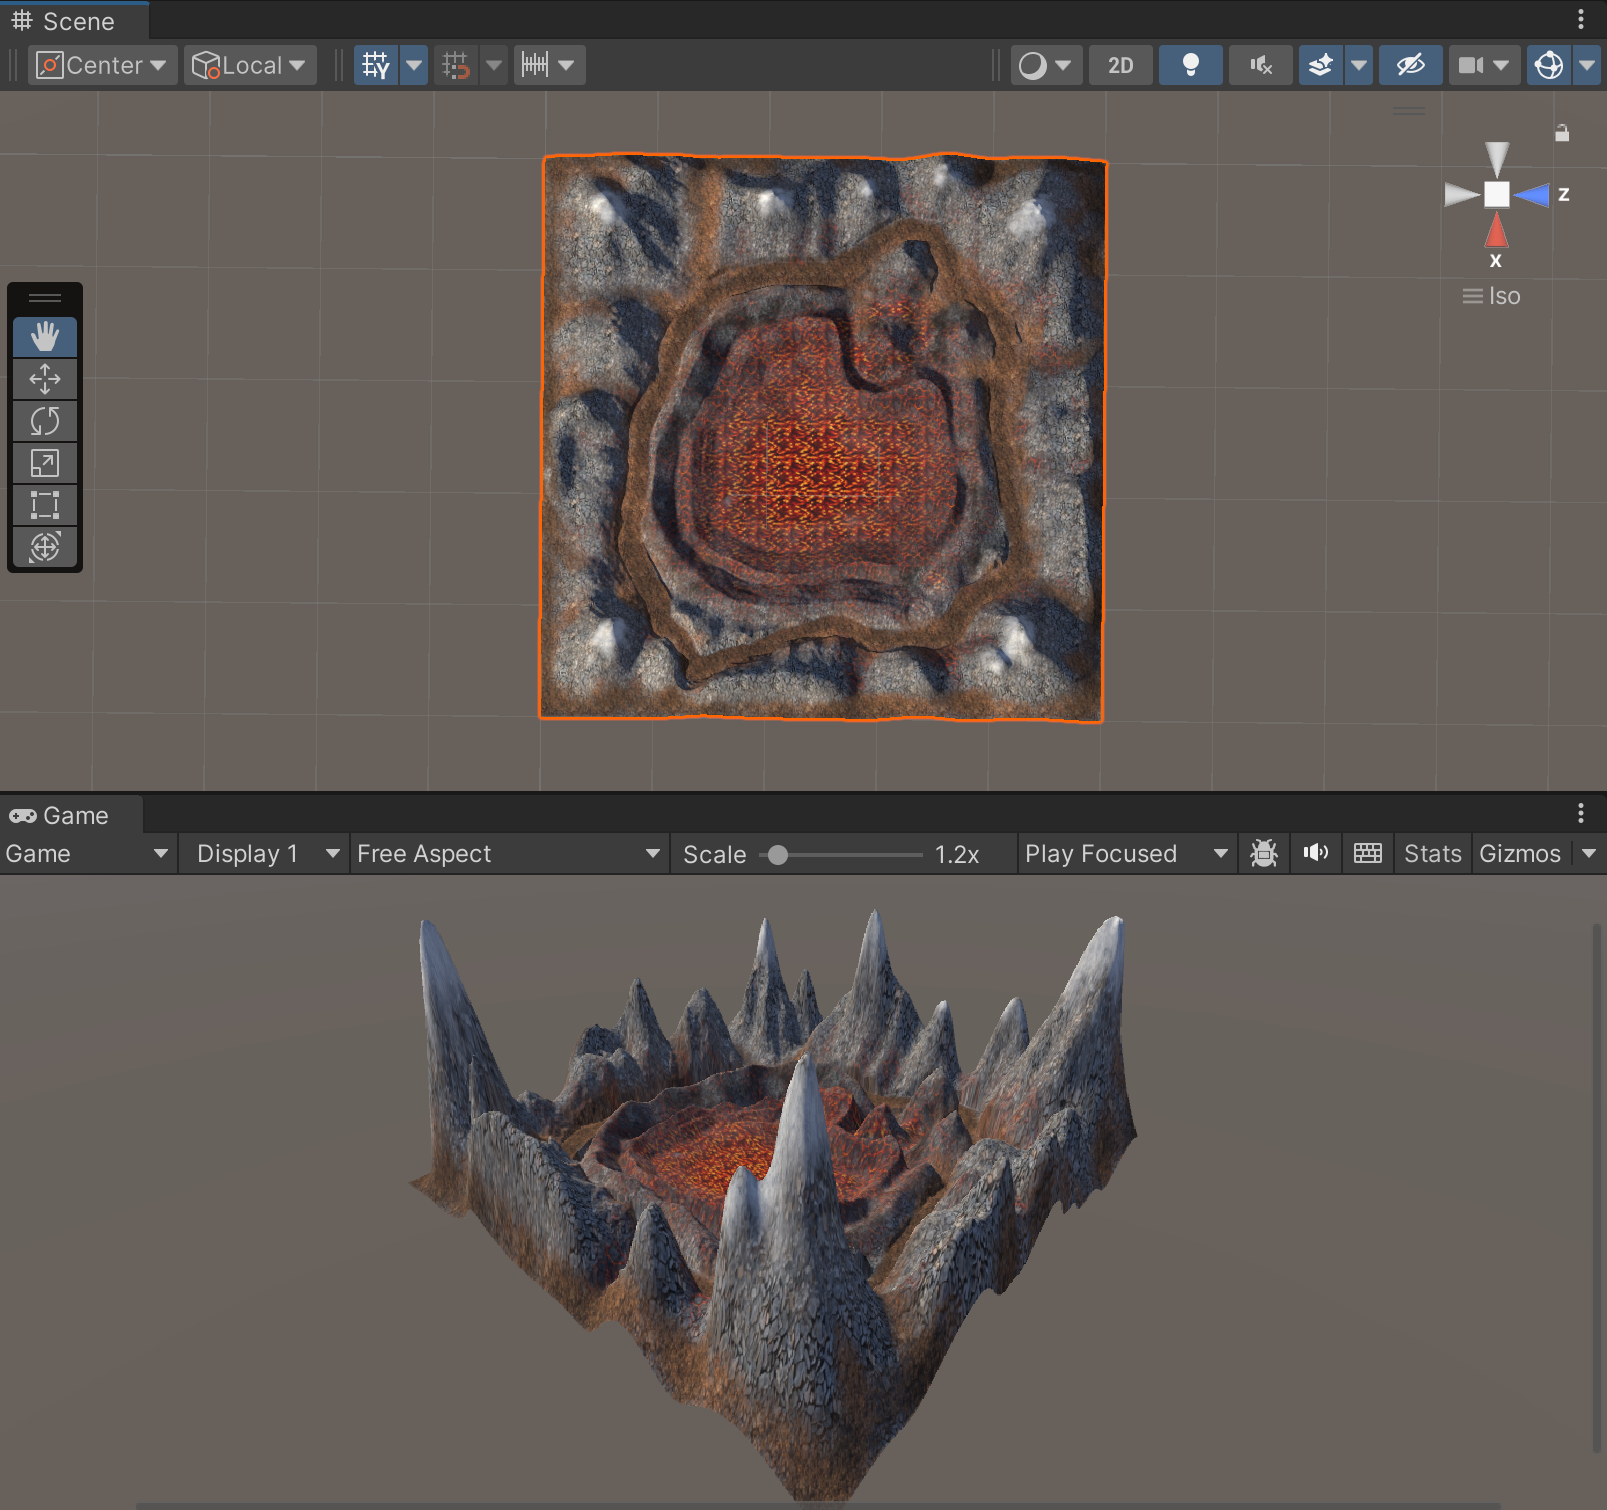 Scene
Center Local 2D
z
x
Iso
Game
Game Display 1 Free Aspect Scale 1.2x Play Focused Stats Gizmos